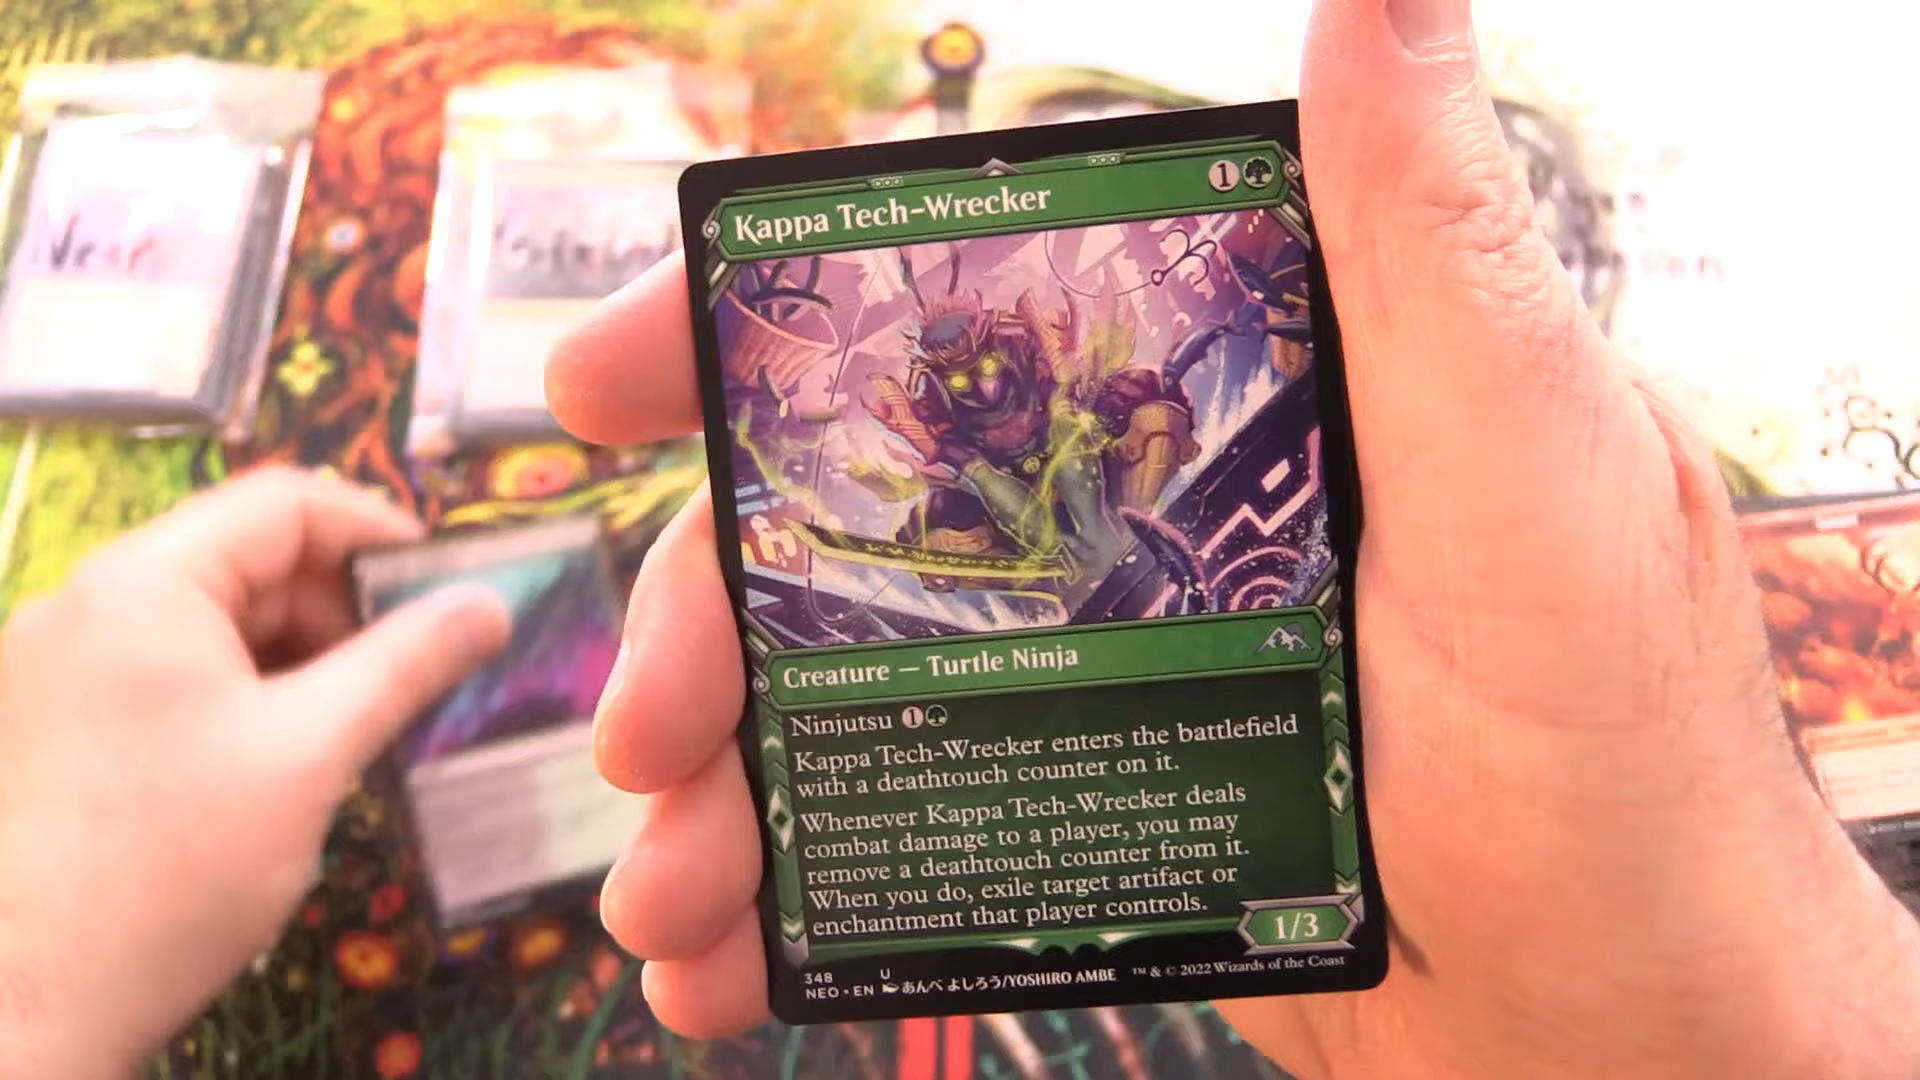 Kappa Tech-Wrecker 1
Creature — Turtle Ninja
Ninjutsu 1
Kappa Tech-Wrecker enters the battlefield
with a deathtouch counter on it.
Whenever Kappa Tech-Wrecker deals
combat damage to a player, you may
remove a deathtouch counter from it.
When you do, exile target artifact or
enchantment that player controls.
1/3
348 U
NEO • EN あんべ よしろう/YOSHIRO AMBE ™ & © 2022 Wizards of the Coast